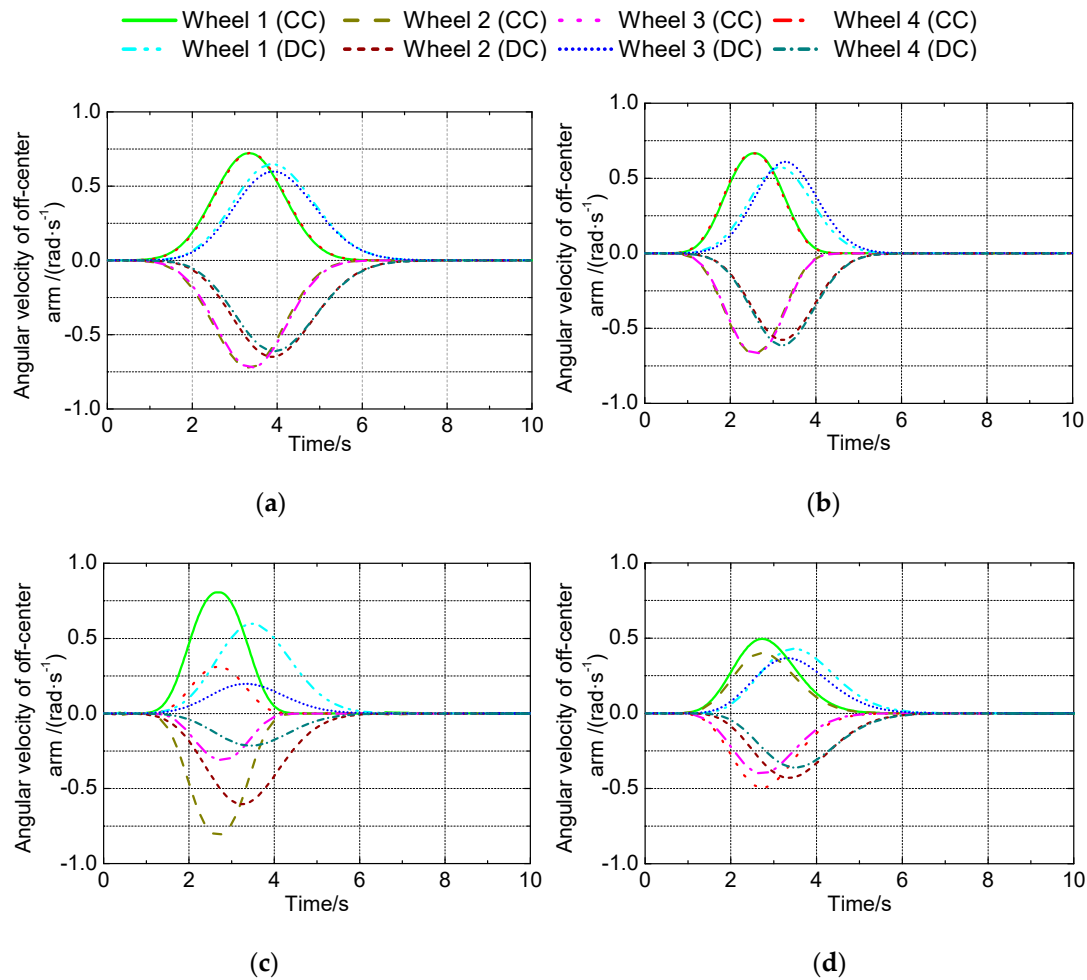 Wheel 1 (CC) Wheel 2 (CC) Wheel 3 (CC) Wheel 4 (CC)
Wheel 1 (DC) Wheel 2 (DC) Wheel 3 (DC) Wheel 4 (DC)
Angular velocity of off-center
arm /(rad·s⁻¹)
1.0
0.5
0.0
-0.5
-1.0
0 2 4 6 8 10
Time/s
(a)
Angular velocity of off-center
arm /(rad·s⁻¹)
1.0
0.5
0.0
-0.5
-1.0
0 2 4 6 8 10
Time/s
(b)
Angular velocity of off-center
arm /(rad·s⁻¹)
1.0
0.5
0.0
-0.5
-1.0
0 2 4 6 8 10
Time/s
(c)
Angular velocity of off-center
arm /(rad·s⁻¹)
1.0
0.5
0.0
-0.5
-1.0
0 2 4 6 8 10
Time/s
(d)